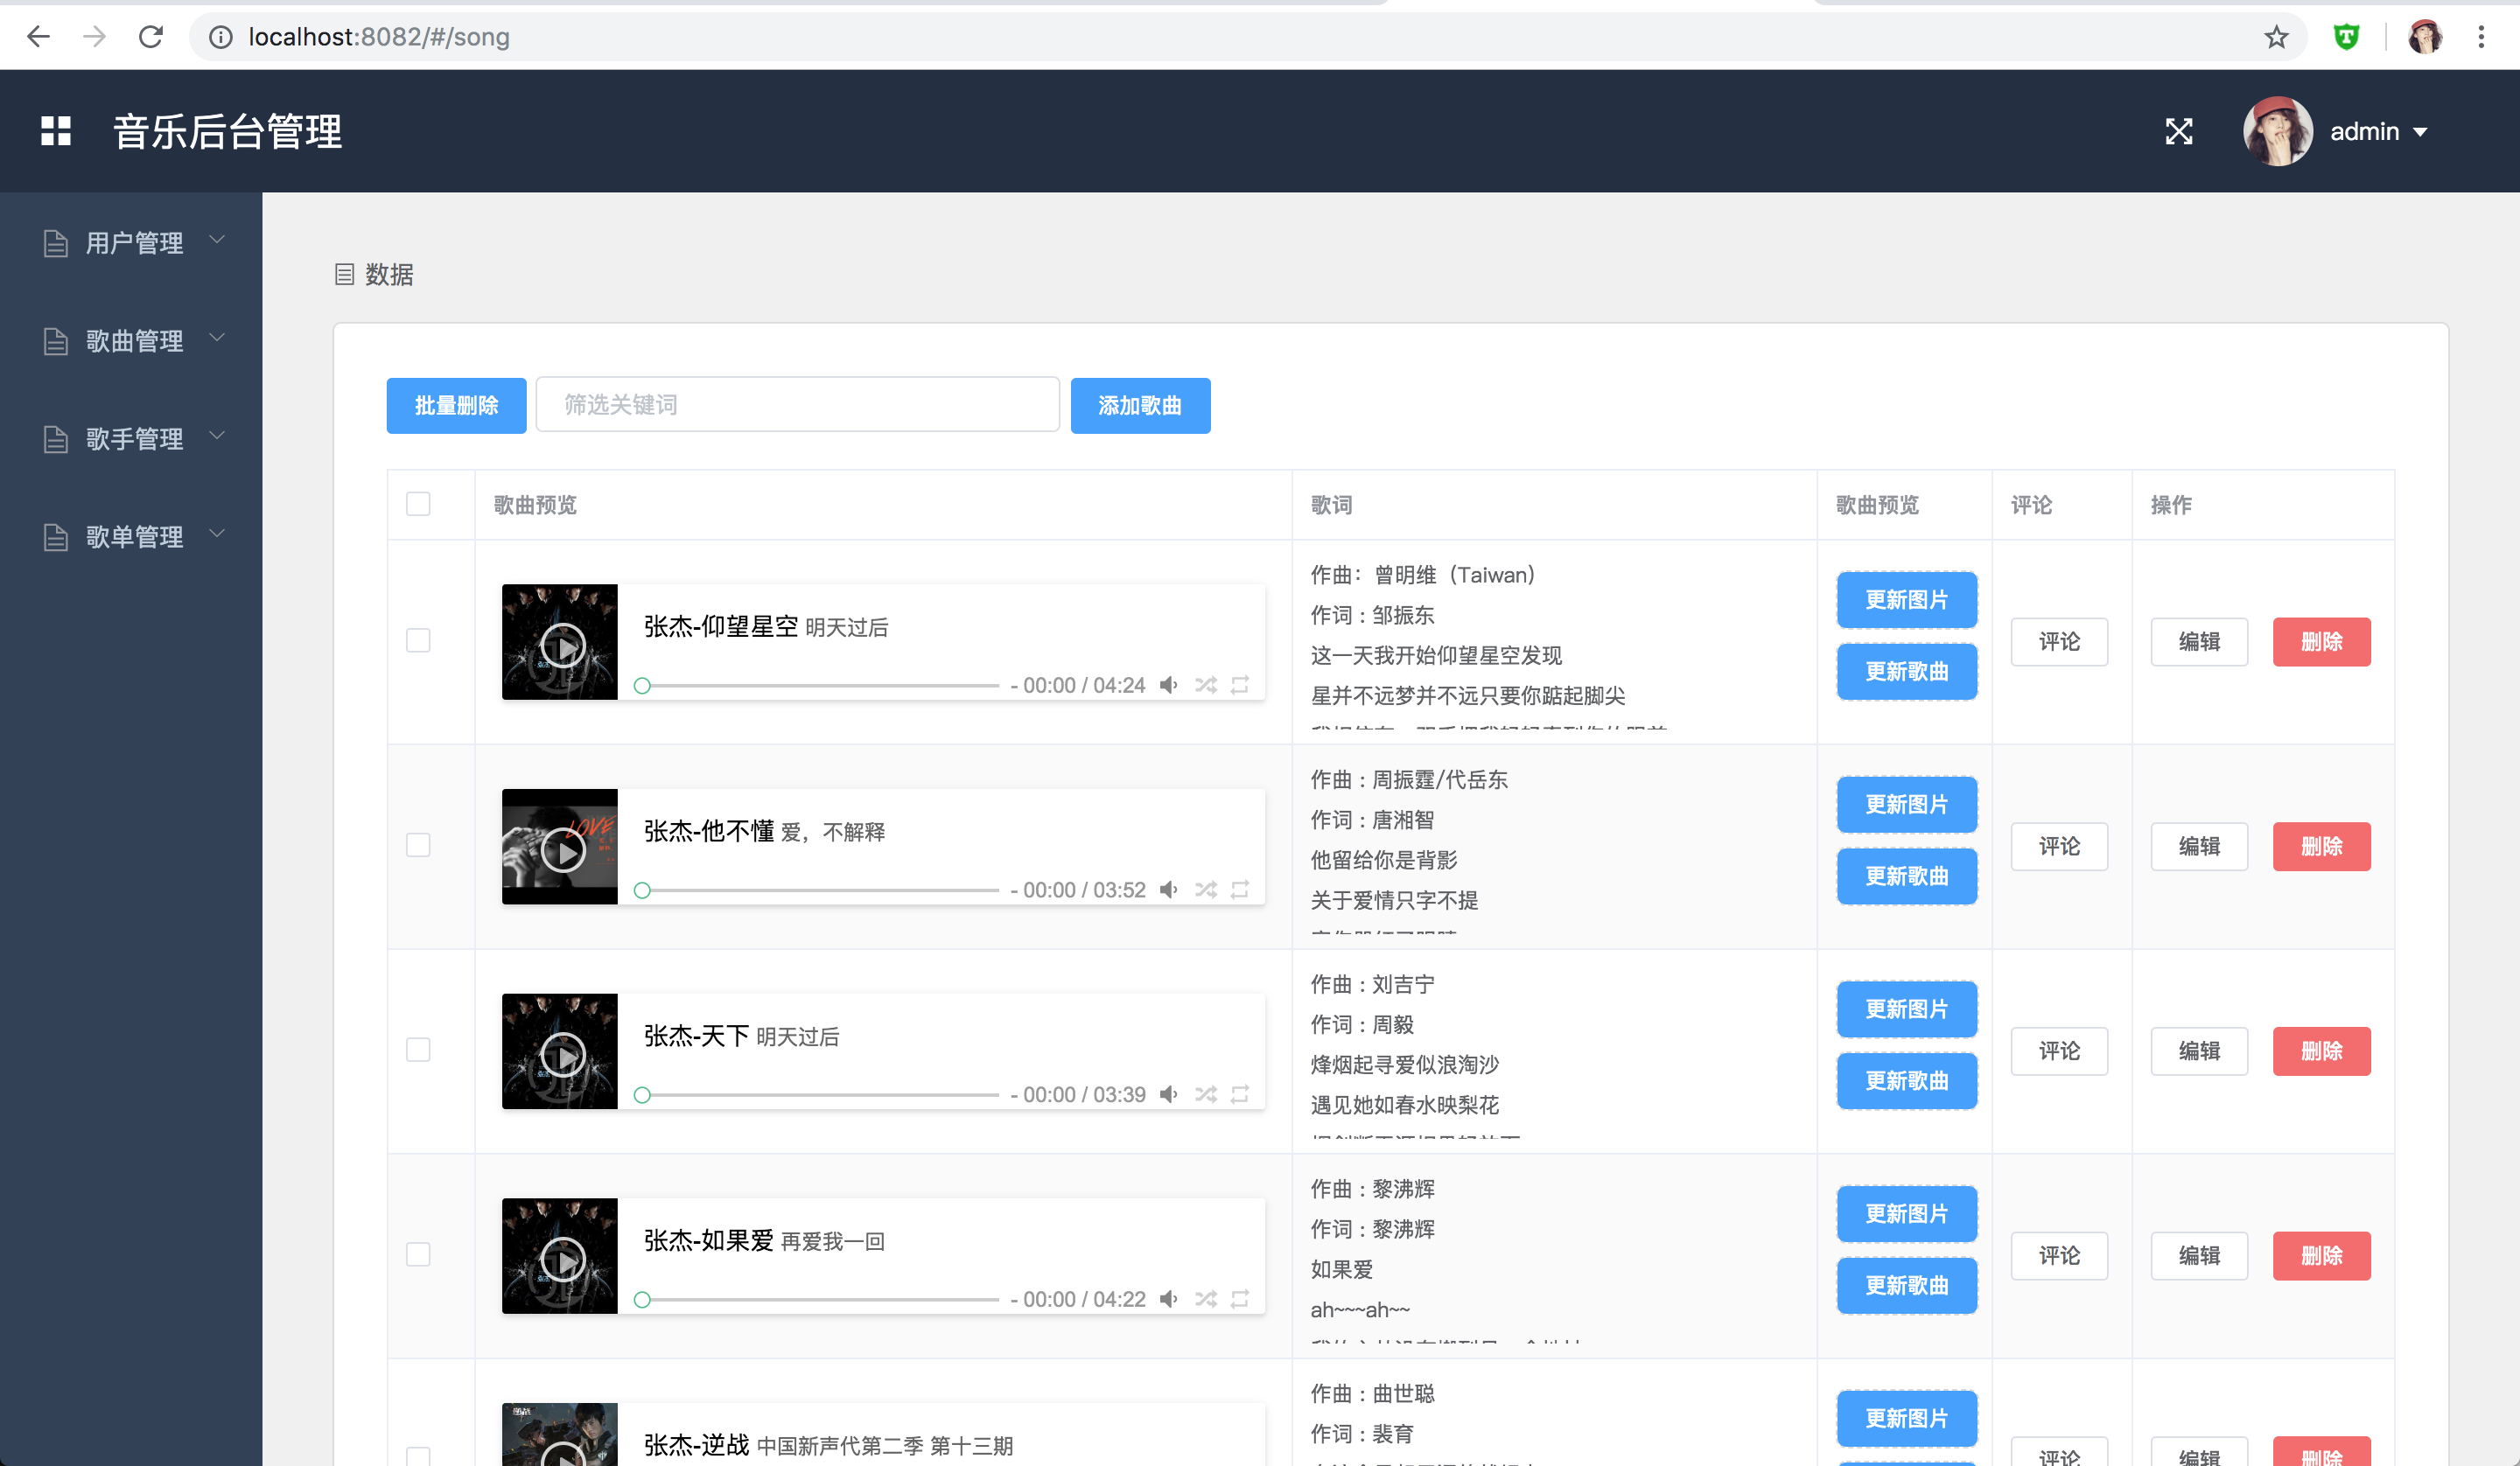 localhost:8082/#/song
音乐后台管理
admin
用户管理
歌曲管理
歌手管理
歌单管理
数据
批量删除
筛选关键词
添加歌曲
歌曲预览 歌词 歌曲预览 评论 操作
张杰-仰望星空 明天过后
- 00:00 / 04:24
作曲：曾明维（Taiwan）
作词 : 邹振东
这一天我开始仰望星空发现
星并不远梦并不远只要你踮起脚尖
更新图片
更新歌曲
评论
编辑
删除
张杰-他不懂 爱，不解释
- 00:00 / 03:52
作曲 : 周振霆/代岳东
作词 : 唐湘智
他留给你是背影
关于爱情只字不提
更新图片
更新歌曲
评论
编辑
删除
张杰-天下 明天过后
- 00:00 / 03:39
作曲 : 刘吉宁
作词 : 周毅
烽烟起寻爱似浪淘沙
遇见她如春水映梨花
更新图片
更新歌曲
评论
编辑
删除
张杰-如果爱 再爱我一回
- 00:00 / 04:22
作曲 : 黎沸辉
作词 : 黎沸辉
如果爱
ah~~~ah~~
更新图片
更新歌曲
评论
编辑
删除
张杰-逆战 中国新声代第二季 第十三期
作曲 : 曲世聪
作词 : 裴育
更新图片
评论
编辑
删除